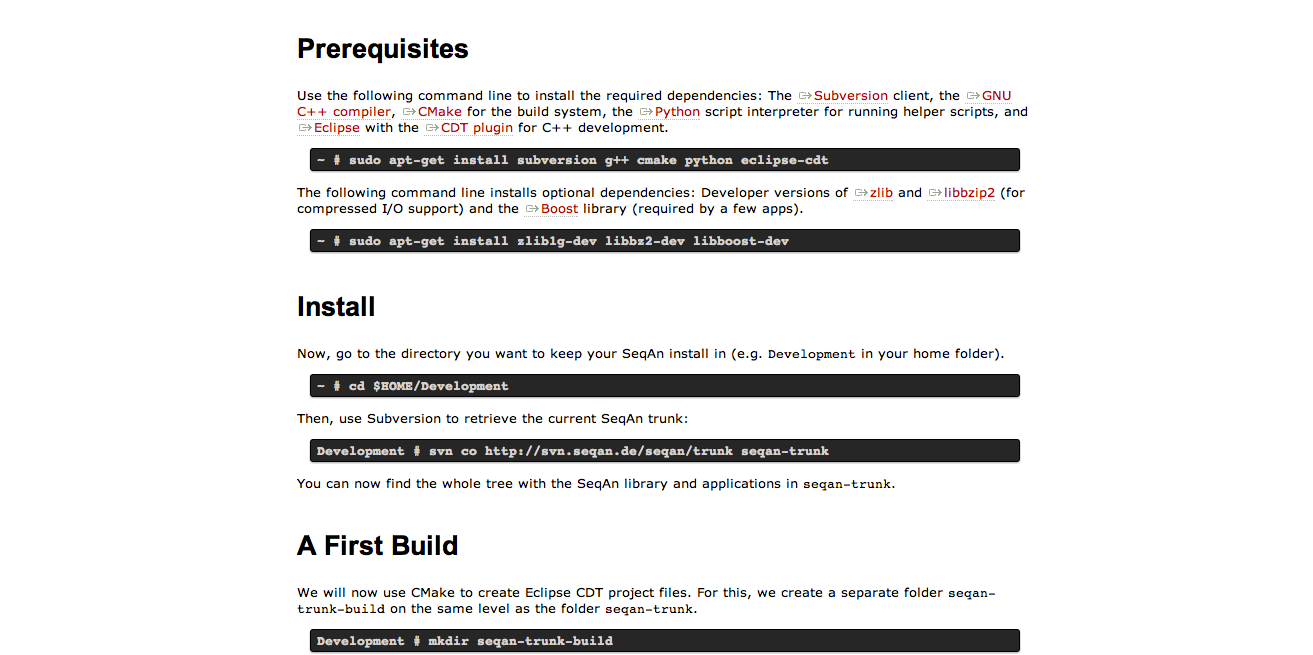 Prerequisites
Use the following command line to install the required dependencies: The Subversion client, the GNU
C++ compiler, CMake for the build system, the Python script interpreter for running helper scripts, and
Eclipse with the CDT plugin for C++ development.
~ # sudo apt-get install subversion g++ cmake python eclipse-cdt
The following command line installs optional dependencies: Developer versions of zlib and libbzip2 (for
compressed I/O support) and the Boost library (required by a few apps).
~ # sudo apt-get install zlib1g-dev libbz2-dev libboost-dev
Install
Now, go to the directory you want to keep your SeqAn install in (e.g. Development in your home folder).
~ # cd $HOME/Development
Then, use Subversion to retrieve the current SeqAn trunk:
Development # svn co http://svn.seqan.de/seqan/trunk seqan-trunk
You can now find the whole tree with the SeqAn library and applications in seqan-trunk.
A First Build
We will now use CMake to create Eclipse CDT project files. For this, we create a separate folder seqan-
trunk-build on the same level as the folder seqan-trunk.
Development # mkdir seqan-trunk-build